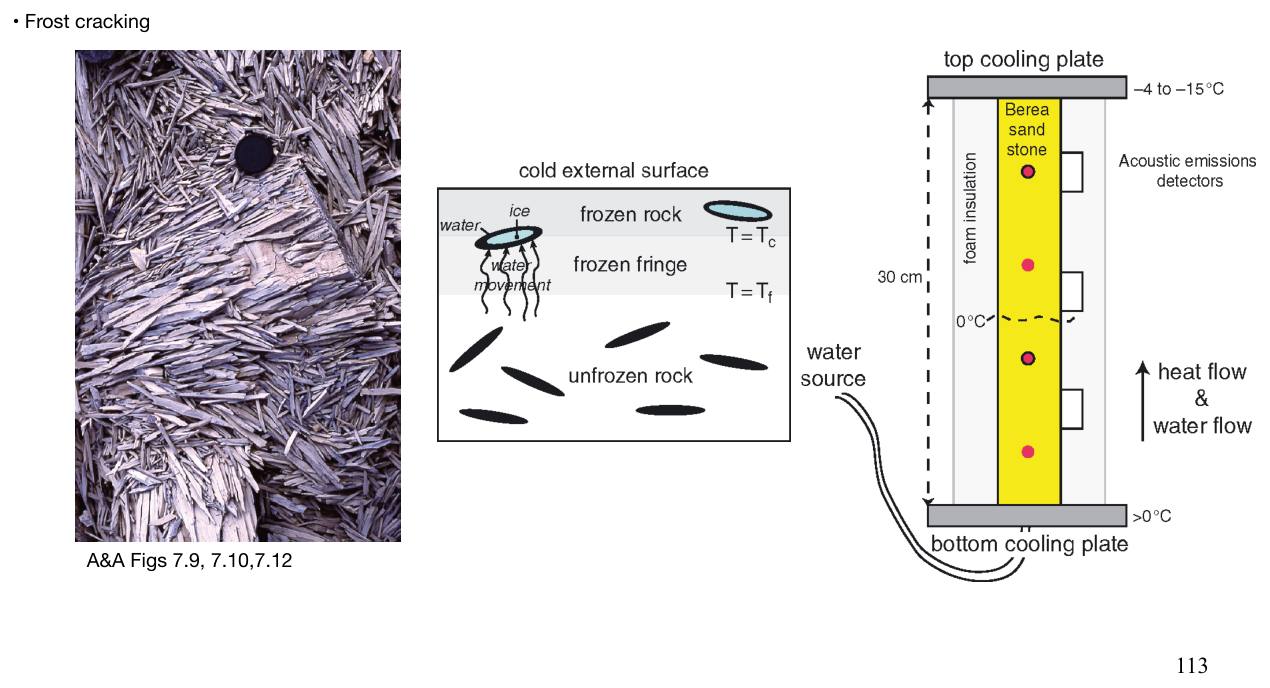 • Frost cracking
A&A Figs 7.9, 7.10,7.12
cold external surface
water
ice
frozen rock
T = Tc
water
movement
frozen fringe
T = Tf
unfrozen rock
top cooling plate
–4 to –15°C
Berea
sand
stone
foam insulation
Acoustic emissions
detectors
30 cm
0°C
water
source
heat flow
&
water flow
>0°C
bottom cooling plate
113